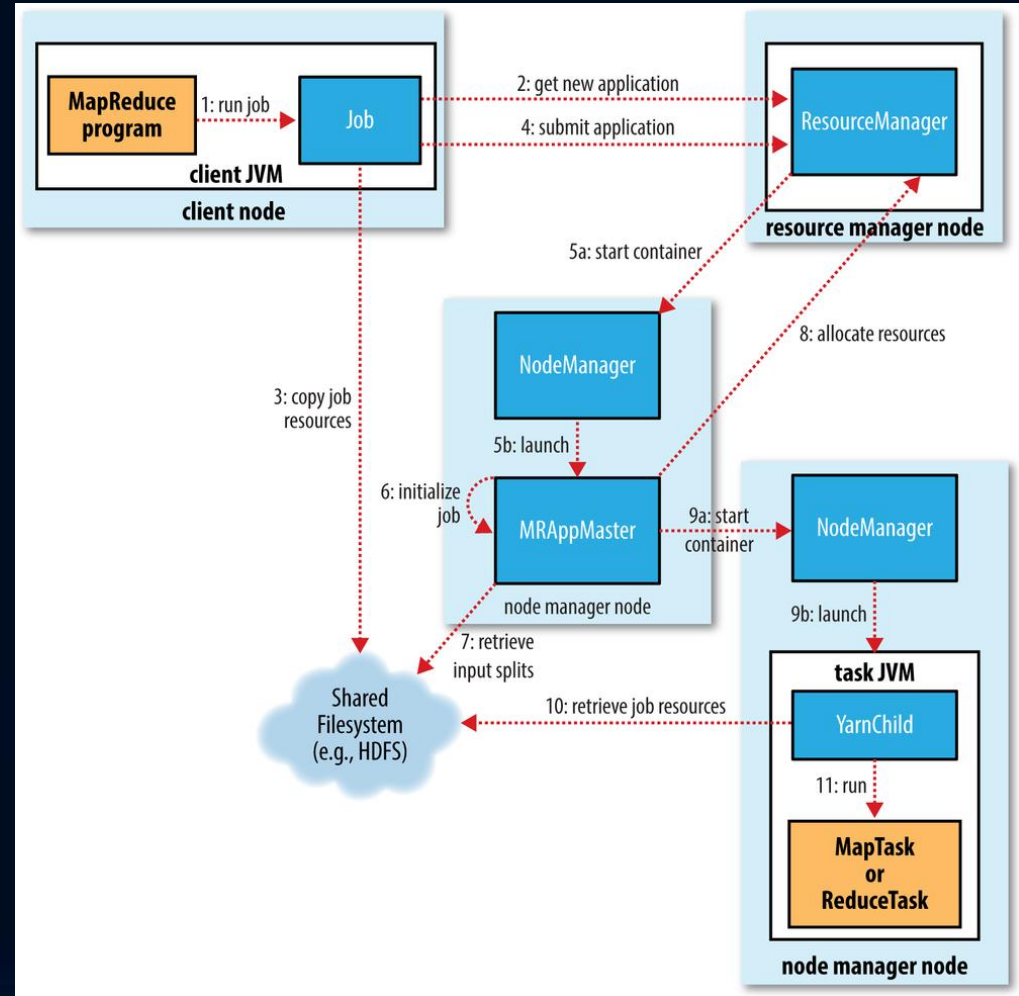 MapReduce
program
1: run job
Job
client JVM
client node
2: get new application
4: submit application
ResourceManager
resource manager node
5a: start container
3: copy job
resources
NodeManager
5b: launch
6: initialize
job
MRAppMaster
node manager node
8: allocate resources
9a: start
container
NodeManager
9b: launch
7: retrieve
input splits
Shared
Filesystem
(e.g., HDFS)
10: retrieve job resources
task JVM
YarnChild
11: run
MapTask
or
ReduceTask
node manager node